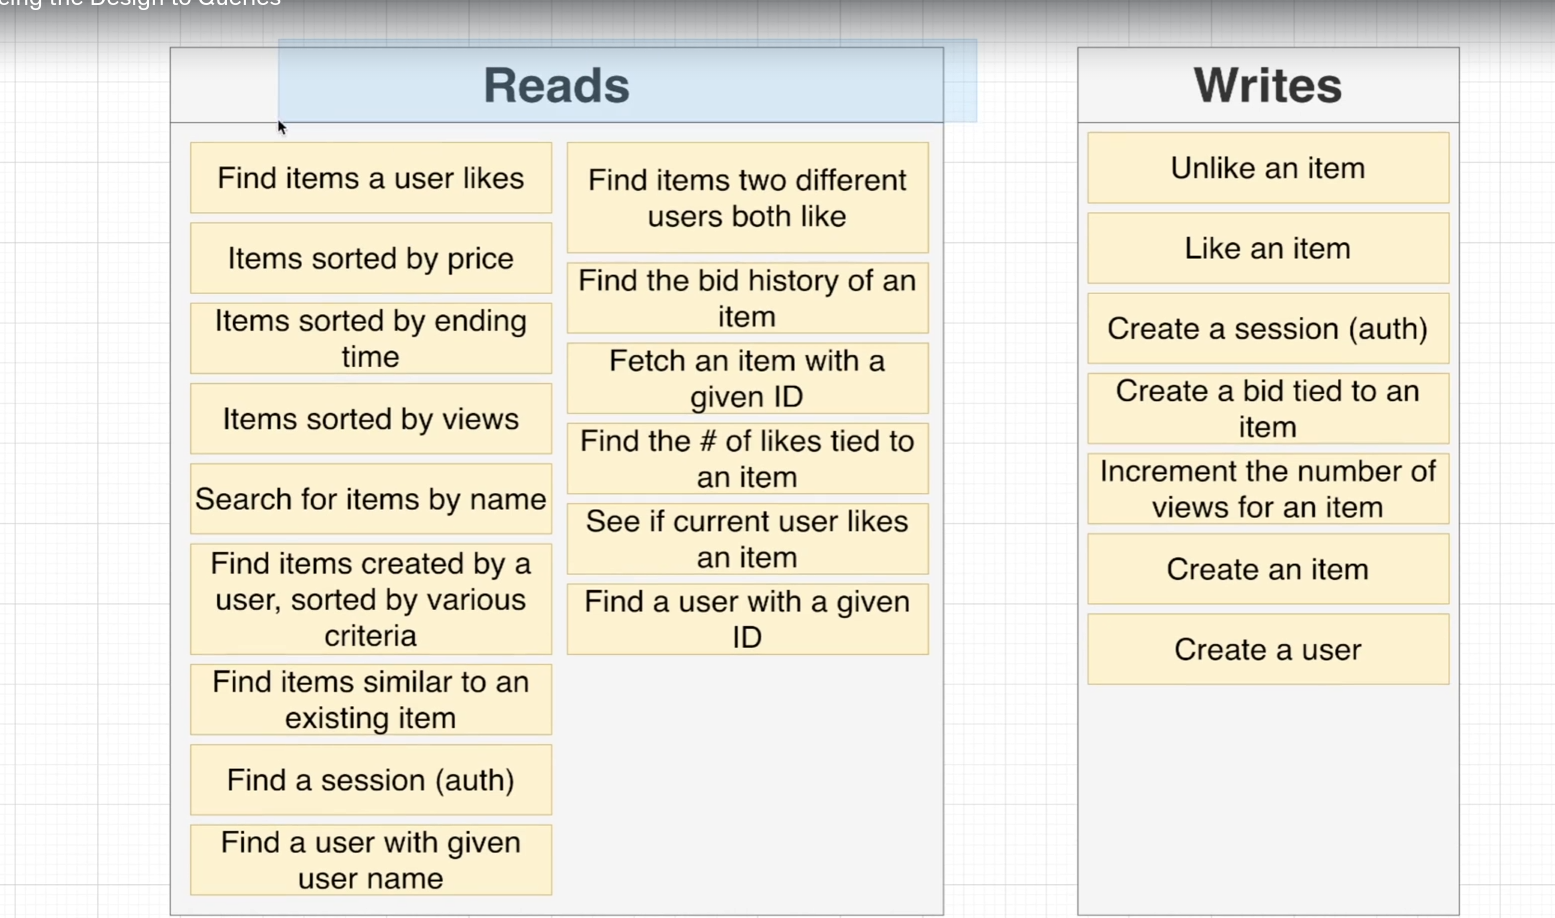 the Design to Queries
Reads
Find items a user likes
Items sorted by price
Items sorted by ending
time
Items sorted by views
Search for items by name
Find items created by a
user, sorted by various
criteria
Find items similar to an
existing item
Find a session (auth)
Find a user with given
user name
Find items two different
users both like
Find the bid history of an
item
Fetch an item with a
given ID
Find the # of likes tied to
an item
See if current user likes
an item
Find a user with a given
ID
Writes
Unlike an item
Like an item
Create a session (auth)
Create a bid tied to an
item
Increment the number of
views for an item
Create an item
Create a user